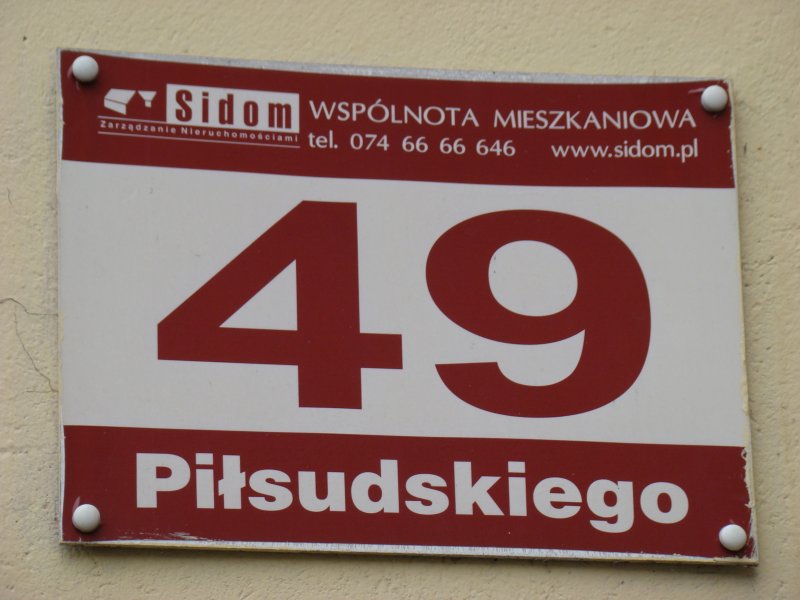 Sidom
Zarządzanie Nieruchomościami
WSPÓLNOTA MIESZKANIOWA
tel. 074 66 66 646 www.sidom.pl
49
Piłsudskiego